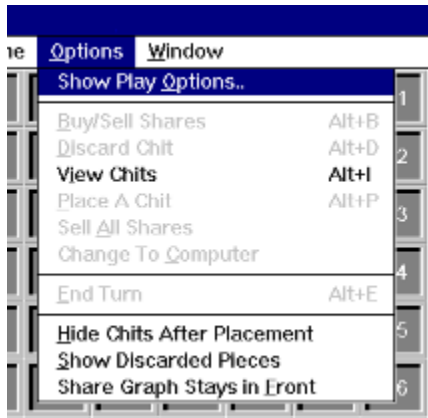 ne Options Window
Show Play Options..
1
Buy/Sell Shares Alt+B
Discard Chit Alt+D
2
View Chits Alt+I
Place A Chit Alt+P
3
Sell All Shares
Change To Computer
4
End Turn Alt+E
Hide Chits After Placement
5
Show Discarded Pieces
Share Graph Stays in Front
6